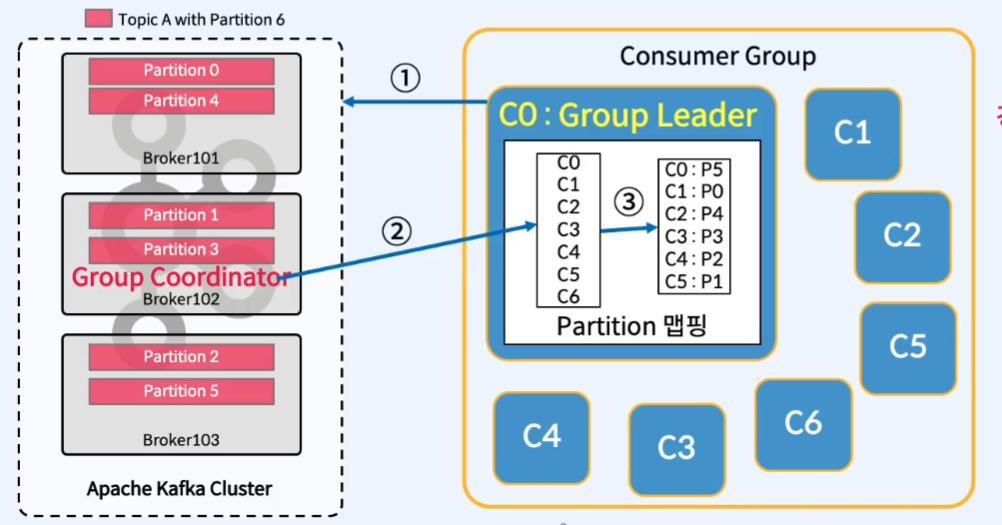 Topic A with Partition 6
Partition 0
Partition 4
Broker101
Partition 1
Partition 3
Group Coordinator
Broker102
Partition 2
Partition 5
Broker103
Apache Kafka Cluster
①
②
Consumer Group
C0 : Group Leader
C0
C1
C2
C3
C4
C5
C6
③
C0 : P5
C1 : P0
C2 : P4
C3 : P3
C4 : P2
C5 : P1
Partition 맵핑
C1
C2
C5
C6
C3
C4